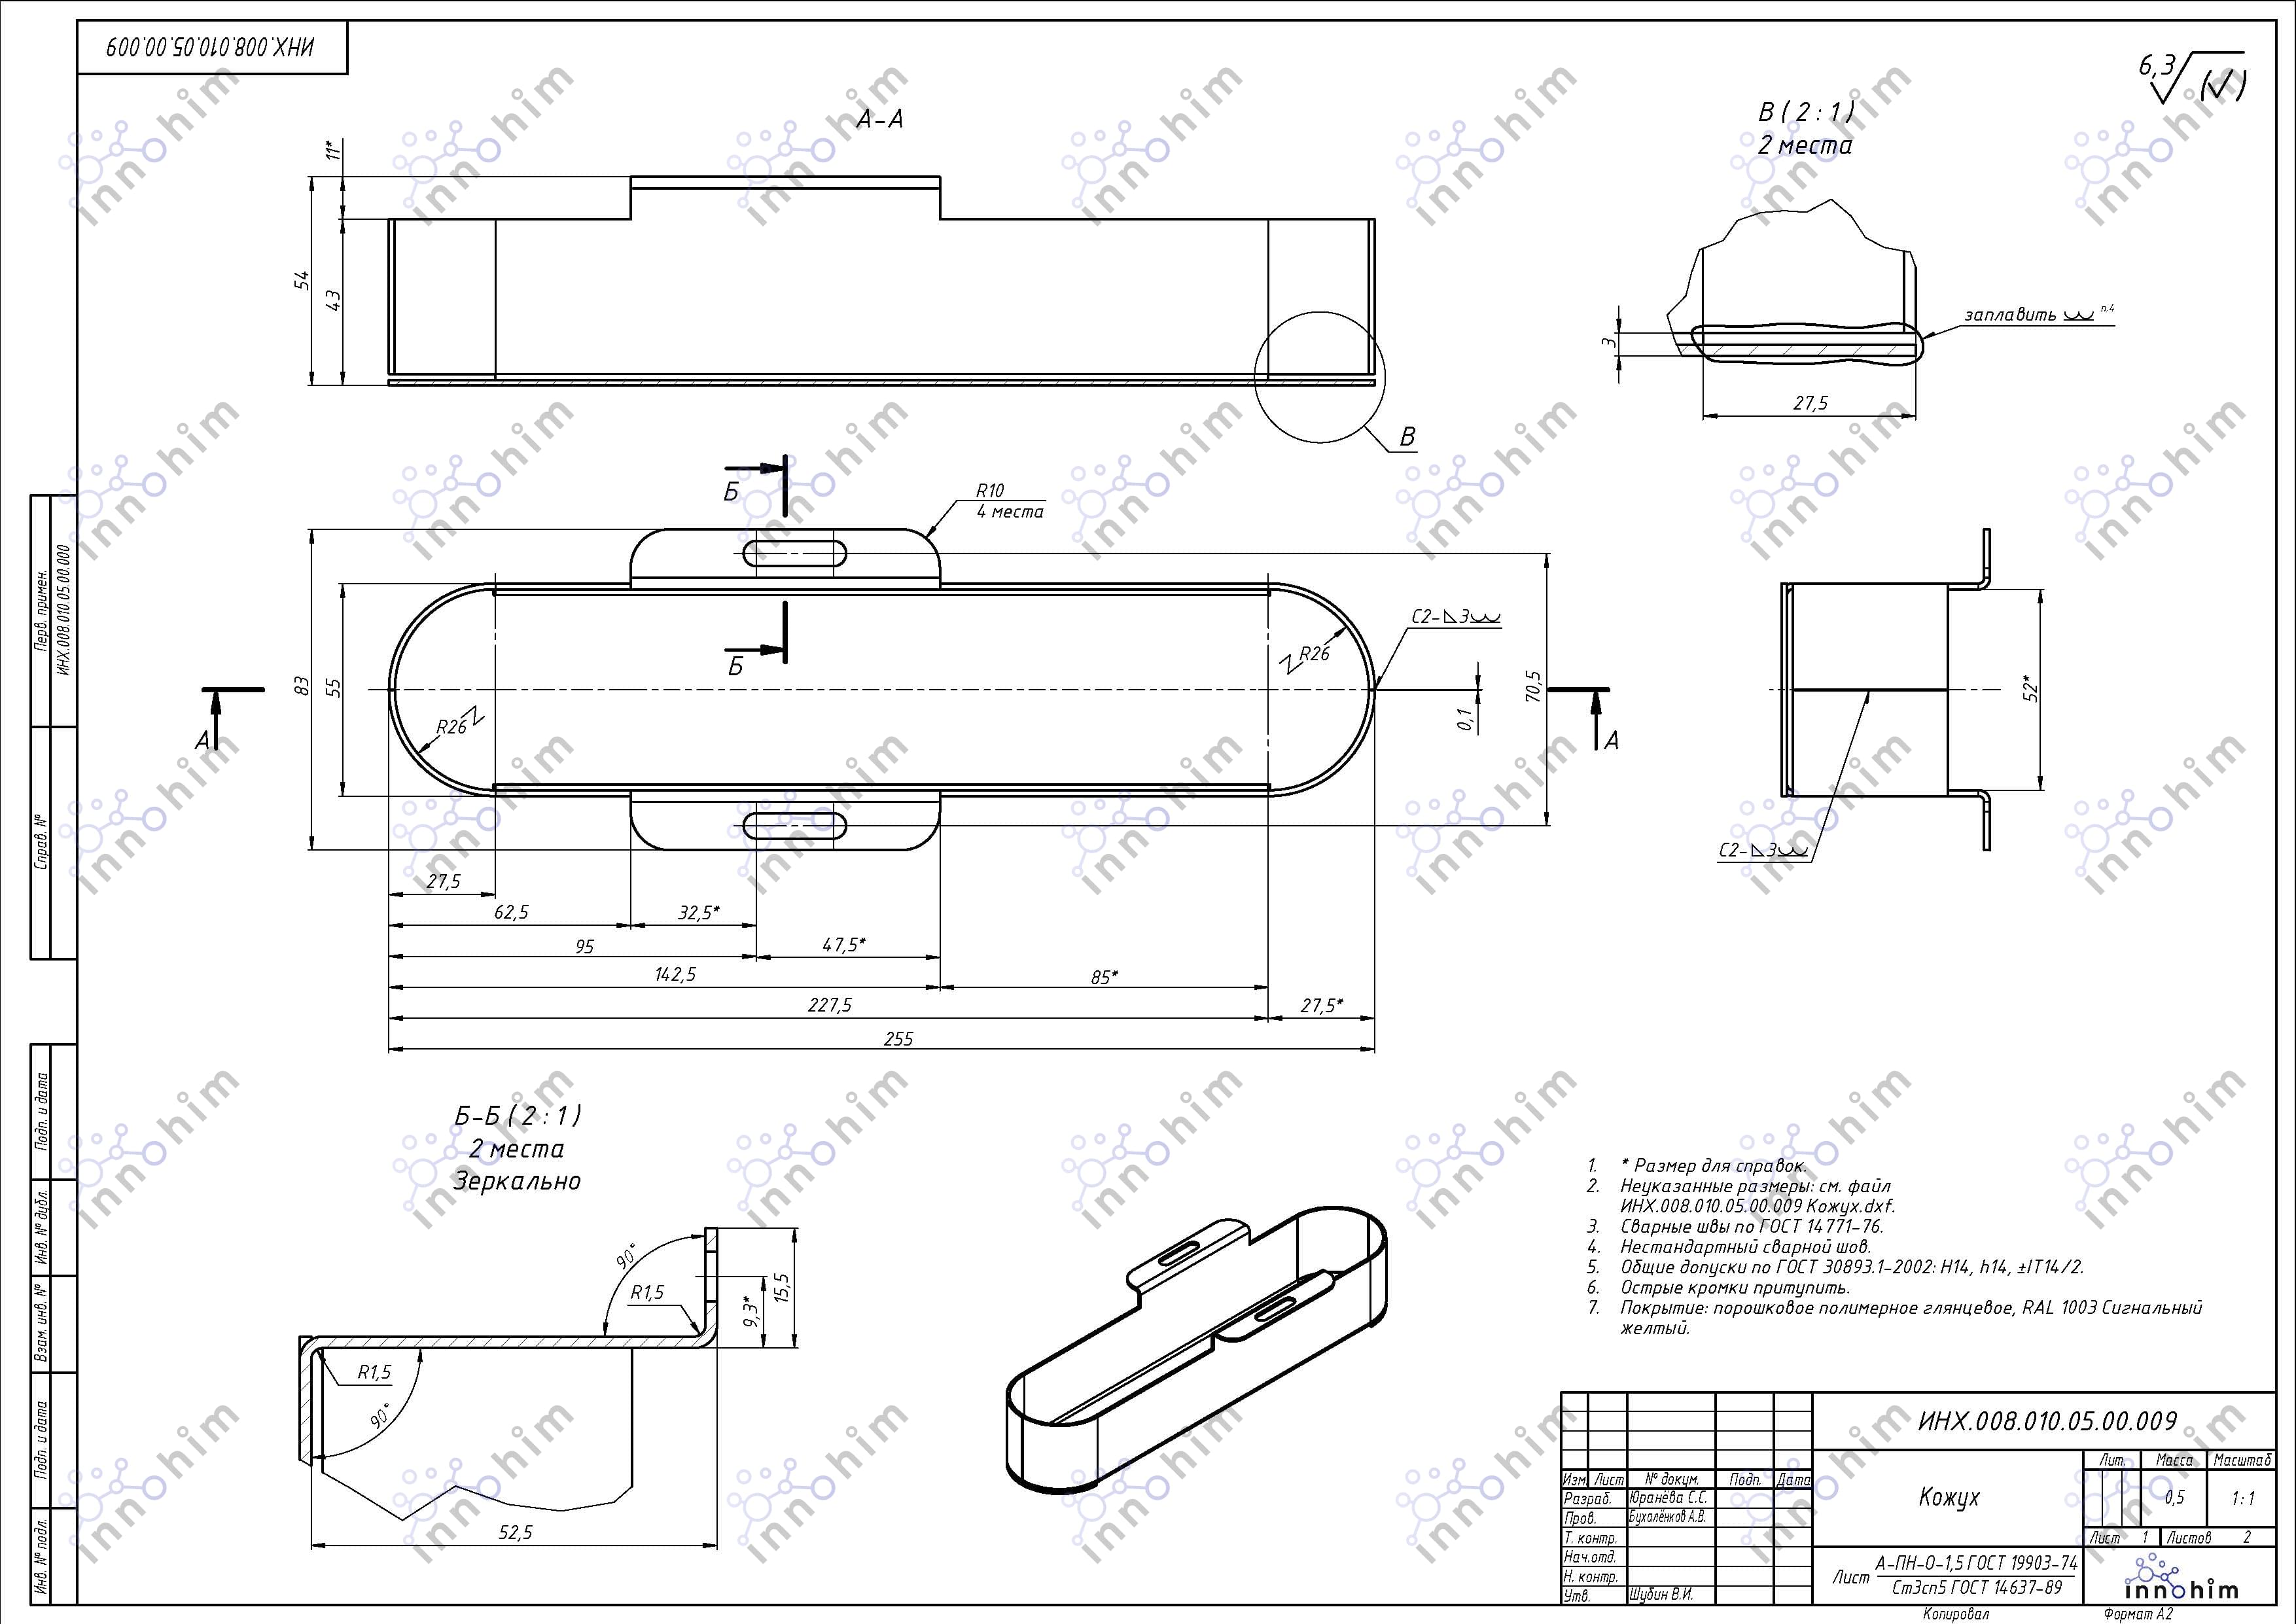 ИНХ.008.010.05.00.009
6,3
(√)
А-А
11*
54
43
В
В ( 2 : 1 )
2 места
заплавить п.4
3
27,5
Б
R10
4 места
83
55
R26
R26
Б
С2-3
70,5
0,1
А
А
27,5
62,5
32,5*
95
47,5*
142,5
85*
227,5
27,5*
255
52*
С2-3
Б-Б ( 2 : 1 )
2 места
Зеркально
90°
R1,5
9,3*
15,5
R1,5
90°
52,5
1. * Размер для справок.
2. Неуказанные размеры: см. файл
ИНХ.008.010.05.00.009 Кожух.dxf.
3. Сварные швы по ГОСТ 14771-76.
4. Нестандартный сварной шов.
5. Общие допуски по ГОСТ 30893.1-2002: H14, h14, ±IT14/2.
6. Острые кромки притупить.
7. Покрытие: порошковое полимерное глянцевое, RAL 1003 Сигнальный
желтый.
Перв. примен.
ИНХ.008.010.05.00.000
Справ. №
Подп. и дата
Инв. № дубл.
Взам. инв. №
Подп. и дата
Инв. № подл.
ИНХ.008.010.05.00.009
Изм. Лист № докум. Подп. Дата
Разраб. Юранёва С.С.
Пров. Бухалёнков А.В.
Т. контр.
Нач.отд.
Н. контр.
Утв. Шубин В.И.
Кожух
Лит. Масса Масштаб
0,5 1:1
Лист 1 Листов 2
Лист А-ПН-О-1,5 ГОСТ 19903-74
Ст3сп5 ГОСТ 14637-89
innohim
Копировал Формат А2